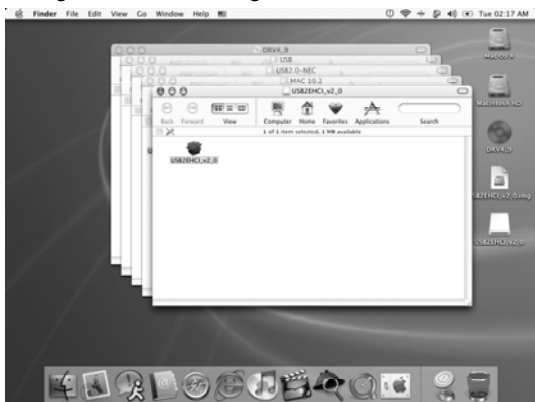 Finder File Edit View Go Window Help
Tue 02:17 AM
DRV4_9
USB
USB2.0-NEC
MAC 10.2
USB2EHCI_v2_0
Back Forward View Computer Home Favorites Applications Search
1 of 1 item selected, 1 MB available
USB2EHCI_v2_0
Macintosh HD
DRV4_9
USB2EHCI_v2_0.img
USB2EHCI_v2_0